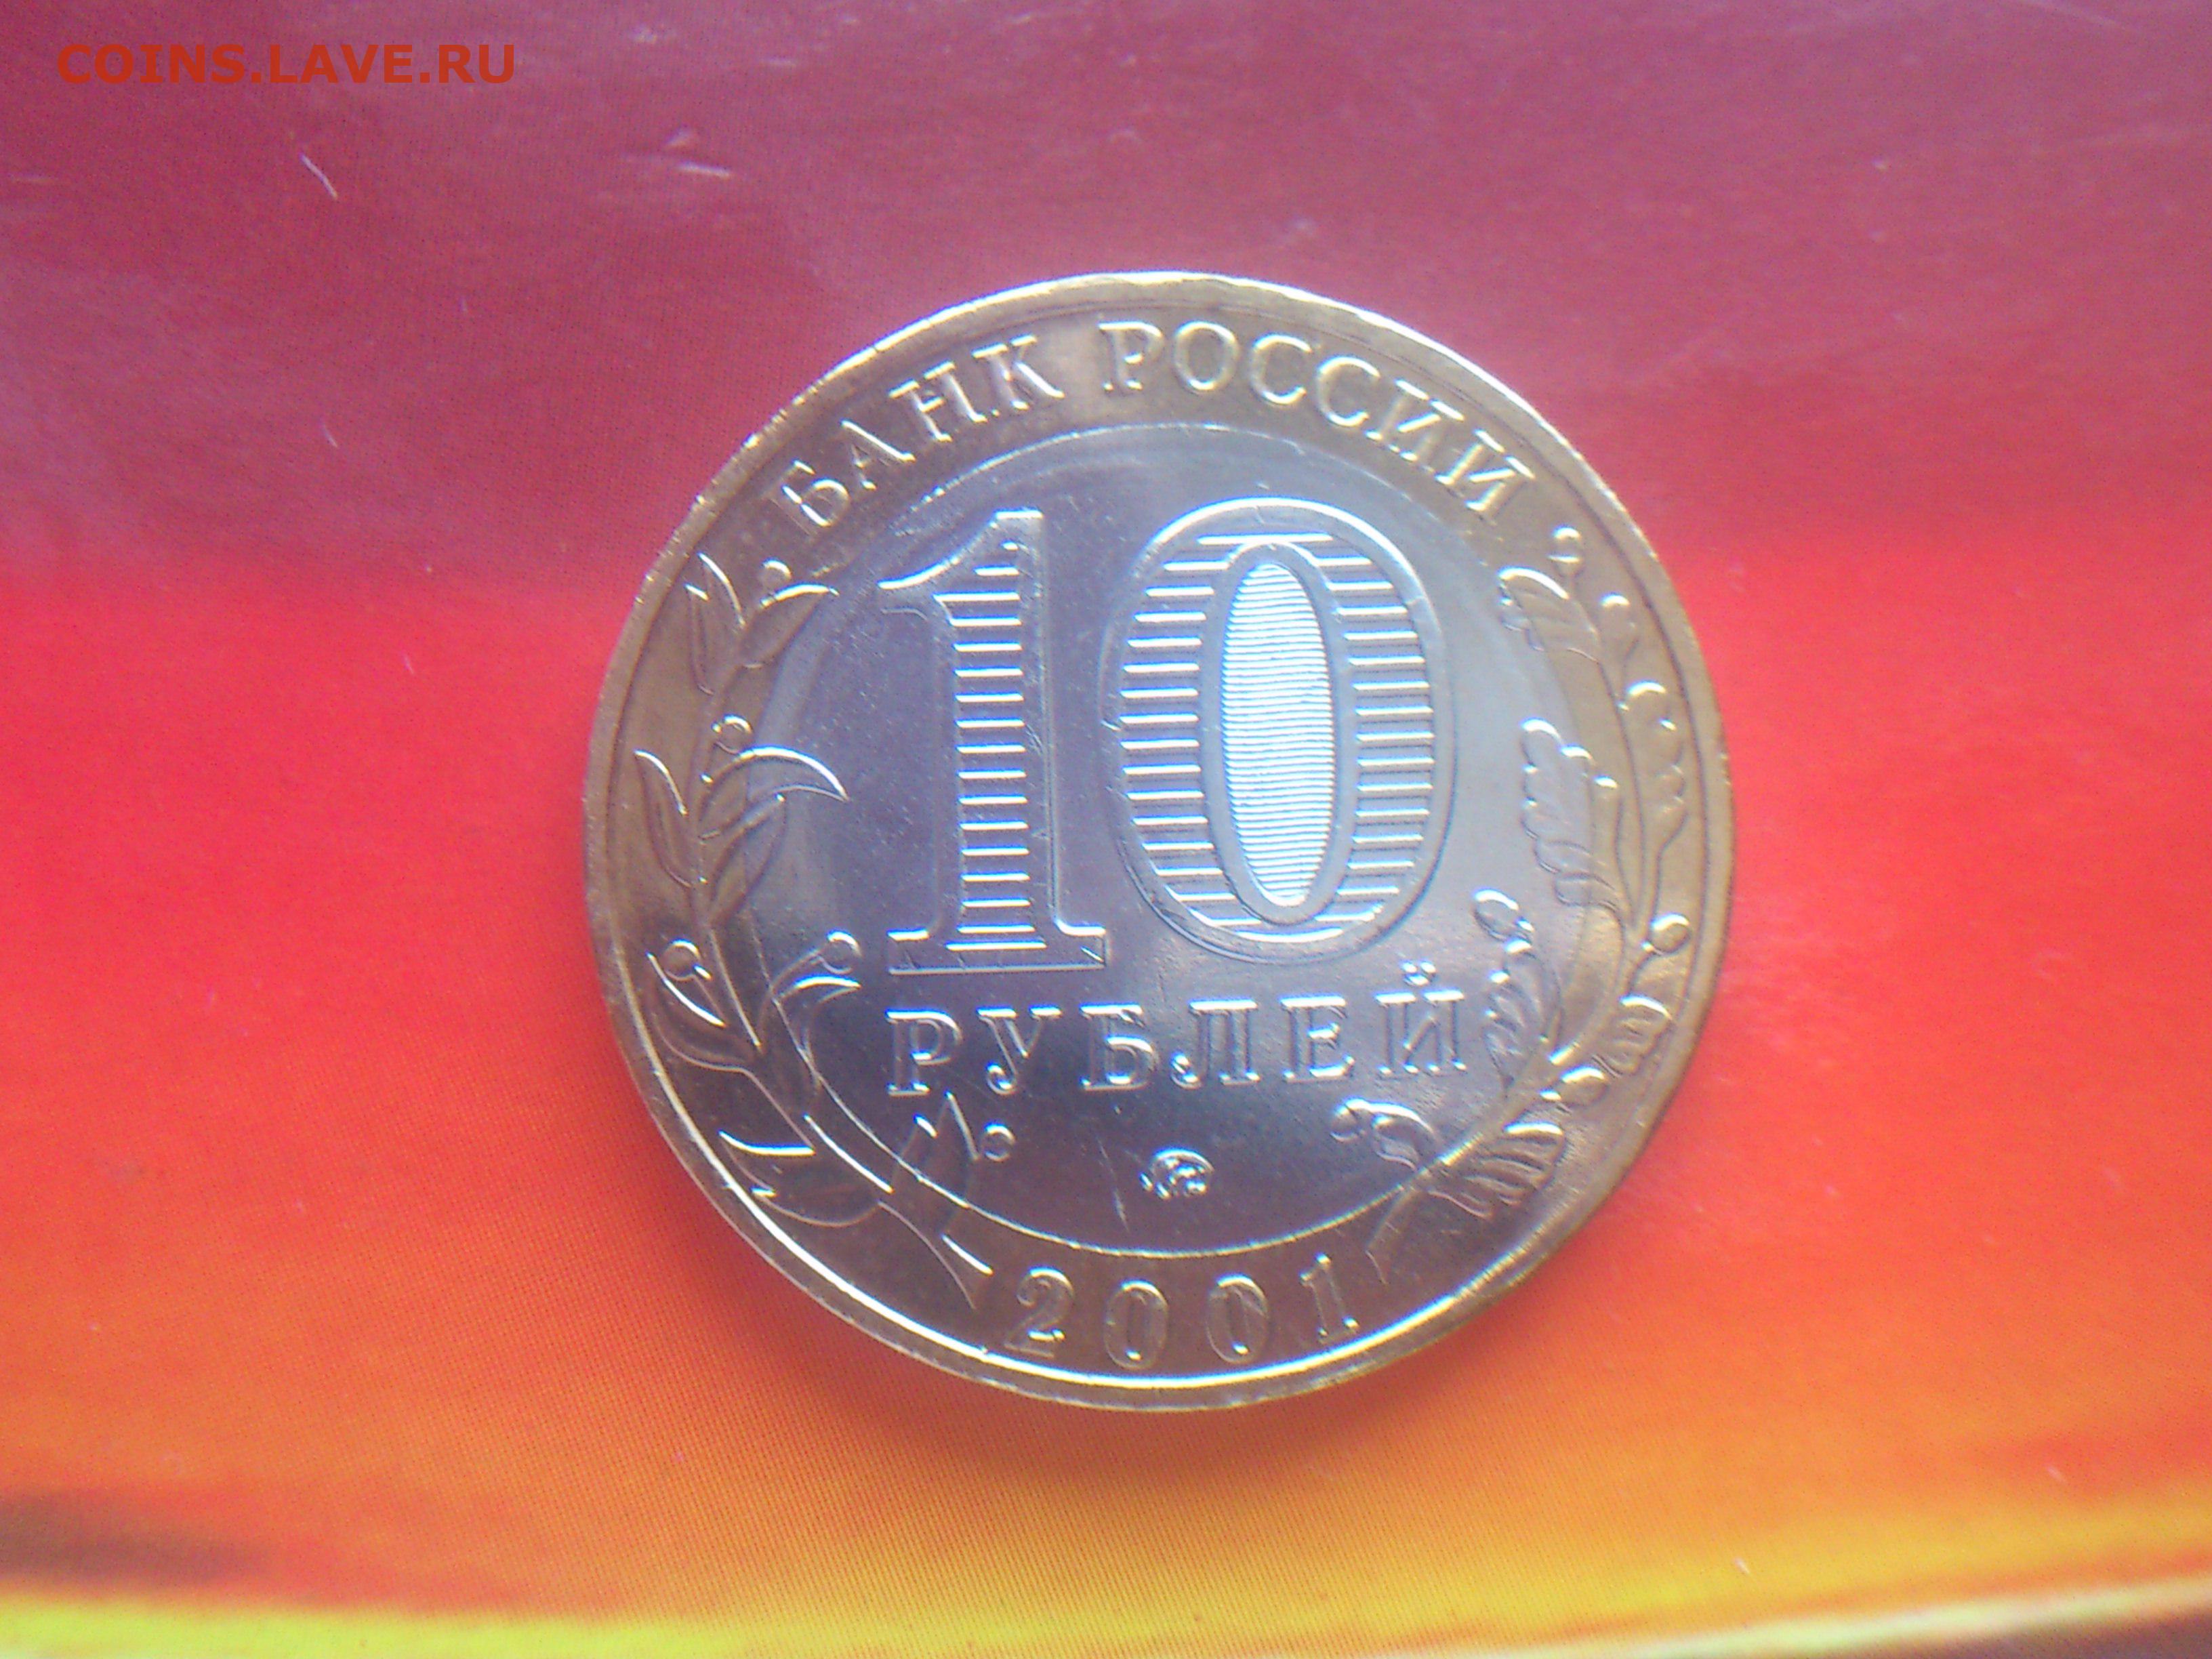 COINS.LAVE.RU
БАНК РОССИИ
10
РУБЛЕЙ
2001